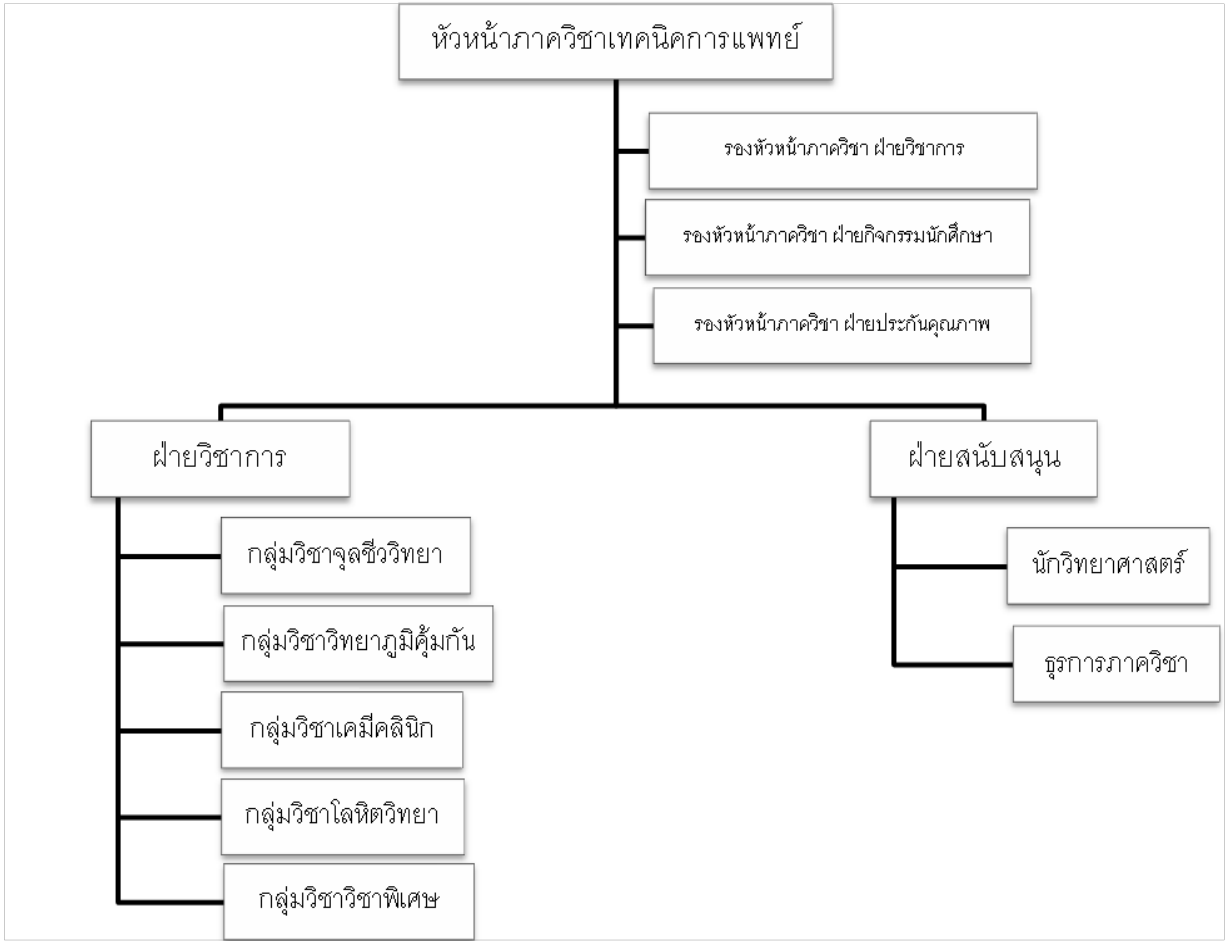 หัวหน้าภาควิชาเทคนิคการแพทย์
รองหัวหน้าภาควิชา ฝ่ายวิชาการ
รองหัวหน้าภาควิชา ฝ่ายกิจกรรมนักศึกษา
รองหัวหน้าภาควิชา ฝ่ายประกันคุณภาพ
ฝ่ายวิชาการ
กลุ่มวิชาจุลชีววิทยา
กลุ่มวิชาวิทยาภูมิคุ้มกัน
กลุ่มวิชาเคมีคลินิก
กลุ่มวิชาโลหิตวิทยา
กลุ่มวิชาวิชาพิเศษ
ฝ่ายสนับสนุน
นักวิทยาศาสตร์
ธุรการภาควิชา